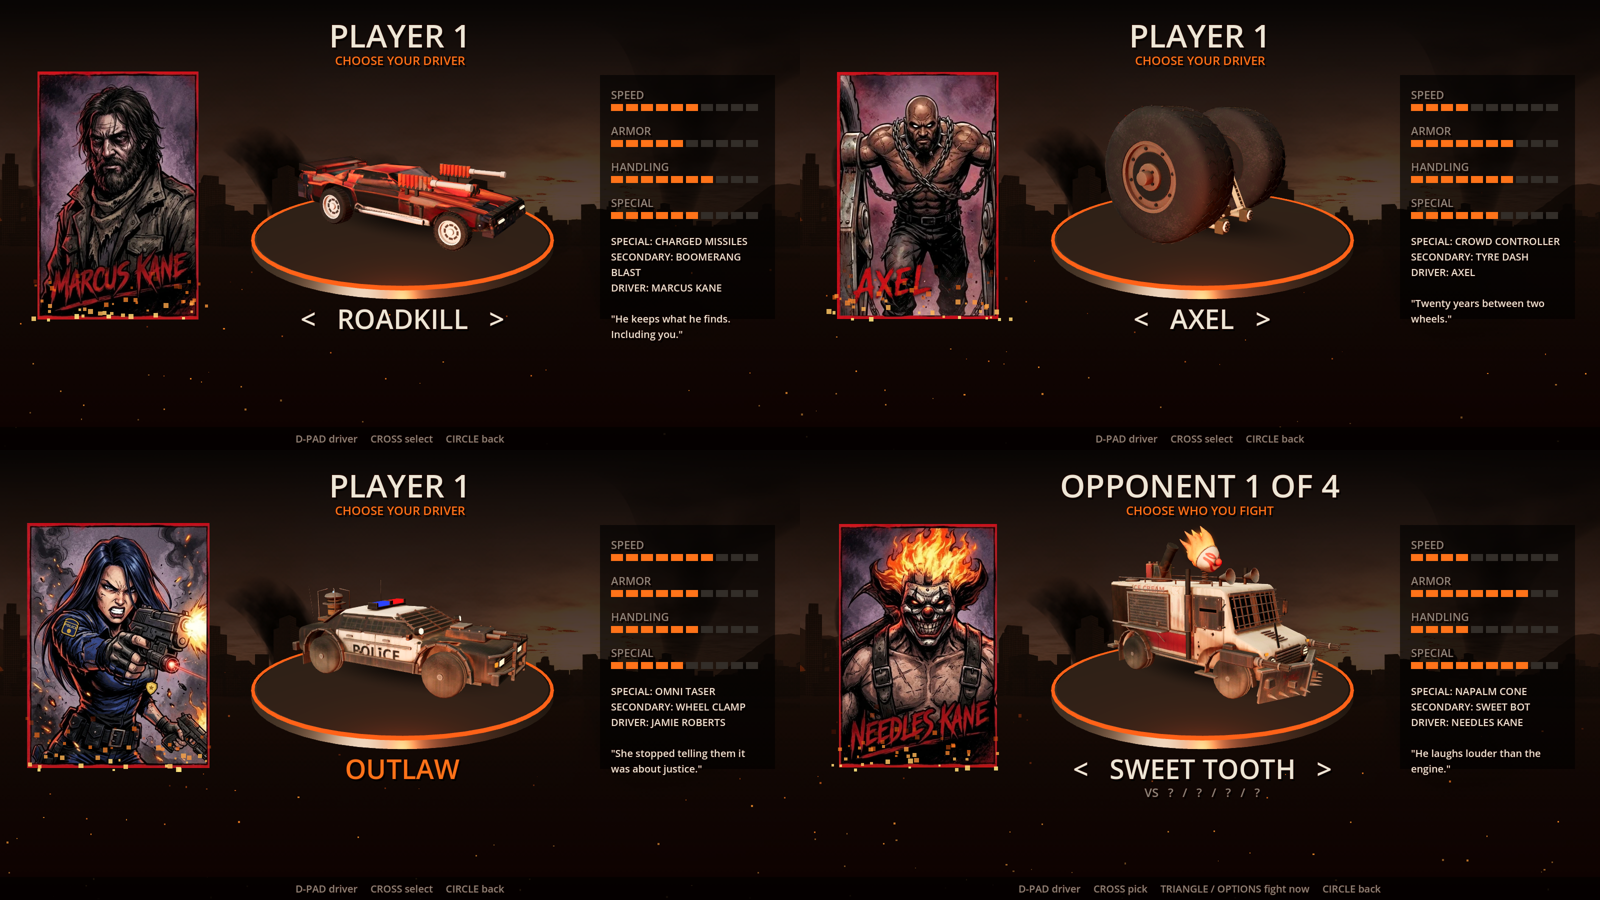 PLAYER 1
CHOOSE YOUR DRIVER
MARCUS KANE
SPEED
ARMOR
HANDLING
SPECIAL
SPECIAL: CHARGED MISSILES
SECONDARY: BOOMERANG
BLAST
DRIVER: MARCUS KANE
"He keeps what he finds.
Including you."
< ROADKILL >
D-PAD driver CROSS select CIRCLE back
PLAYER 1
CHOOSE YOUR DRIVER
AXEL
SPEED
ARMOR
HANDLING
SPECIAL
SPECIAL: CROWD CONTROLLER
SECONDARY: TYRE DASH
DRIVER: AXEL
"Twenty years between two
wheels."
< AXEL >
D-PAD driver CROSS select CIRCLE back
PLAYER 1
CHOOSE YOUR DRIVER
POLICE
SPEED
ARMOR
HANDLING
SPECIAL
SPECIAL: OMNI TASER
SECONDARY: WHEEL CLAMP
DRIVER: JAMIE ROBERTS
"She stopped telling them it
was about justice."
OUTLAW
D-PAD driver CROSS select CIRCLE back
OPPONENT 1 OF 4
CHOOSE WHO YOU FIGHT
NEEDLES KANE
SPEED
ARMOR
HANDLING
SPECIAL
SPECIAL: NAPALM CONE
SECONDARY: SWEET BOT
DRIVER: NEEDLES KANE
"He laughs louder than the
engine."
< SWEET TOOTH >
VS ? / ? / ? / ?
D-PAD driver CROSS pick TRIANGLE / OPTIONS fight now CIRCLE back